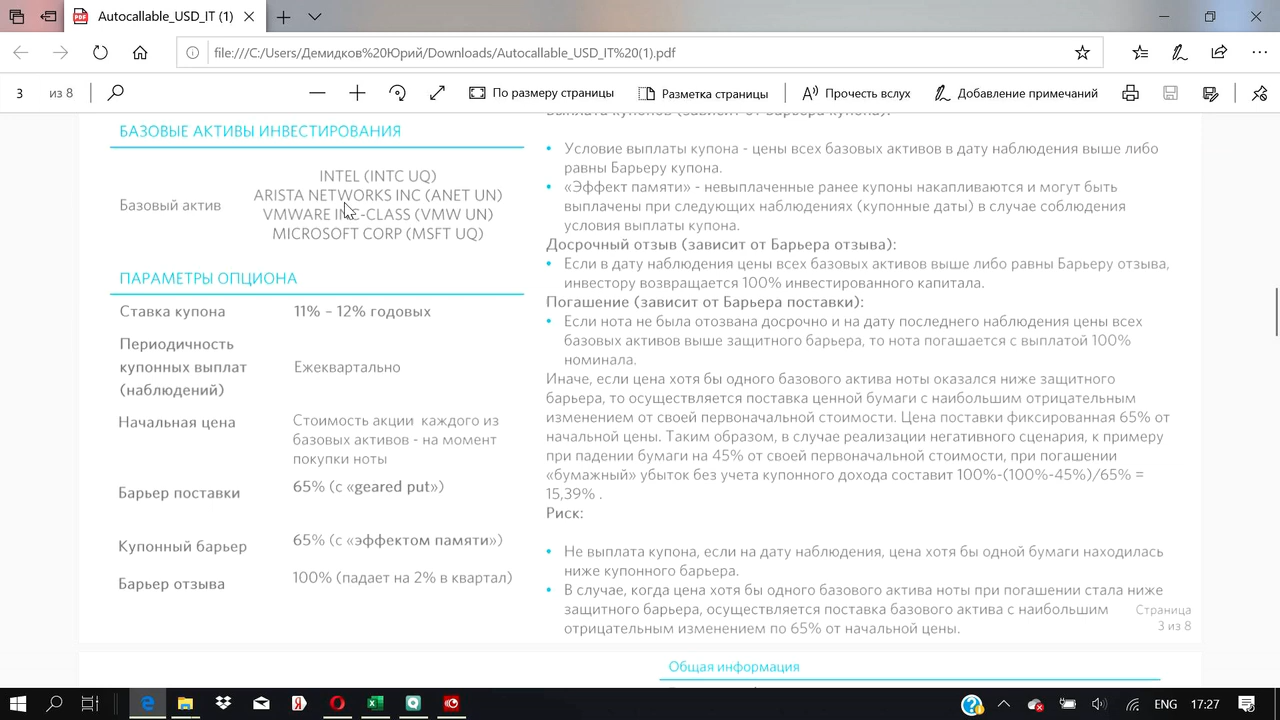 Autocallable_USD_IT (1)
file:///C:/Users/Демидков%20Юрий/Downloads/Autocallable_USD_IT%20(1).pdf
3 из 8
По размеру страницы
Разметка страницы
Прочесть вслух
Добавление примечаний
БАЗОВЫЕ АКТИВЫ ИНВЕСТИРОВАНИЯ
Базовый актив
INTEL (INTC UQ)
ARISTA NETWORKS INC (ANET UN)
VMWARE INC-CLASS (VMW UN)
MICROSOFT CORP (MSFT UQ)
ПАРАМЕТРЫ ОПЦИОНА
Ставка купона 11% – 12% годовых
Периодичность
купонных выплат Ежеквартально
(наблюдений)
Начальная цена
Стоимость акции каждого из
базовых активов - на момент
покупки ноты
Барьер поставки 65% (с «geared put»)
Купонный барьер 65% (с «эффектом памяти»)
Барьер отзыва 100% (падает на 2% в квартал)
Выплата купонов (зависит от Барьера купона):
• Условие выплаты купона - цены всех базовых активов в дату наблюдения выше либо
равны Барьеру купона.
• «Эффект памяти» - невыплаченные ранее купоны накапливаются и могут быть
выплачены при следующих наблюдениях (купонные даты) в случае соблюдения
условия выплаты купона.
Досрочный отзыв (зависит от Барьера отзыва):
• Если в дату наблюдения цены всех базовых активов выше либо равны Барьеру отзыва,
инвестору возвращается 100% инвестированного капитала.
Погашение (зависит от Барьера поставки):
• Если нота не была отозвана досрочно и на дату последнего наблюдения цены всех
базовых активов выше защитного барьера, то нота погашается с выплатой 100%
номинала.
Иначе, если цена хотя бы одного базового актива ноты оказался ниже защитного
барьера, то осуществляется поставка ценной бумаги с наибольшим отрицательным
изменением от своей первоначальной стоимости. Цена поставки фиксированная 65% от
начальной цены. Таким образом, в случае реализации негативного сценария, к примеру
при падении бумаги на 45% от своей первоначальной стоимости, при погашении
«бумажный» убыток без учета купонного дохода составит 100%-(100%-45%)/65% =
15,39% .
Риск:
• Не выплата купона, если на дату наблюдения, цена хотя бы одной бумаги находилась
ниже купонного барьера.
• В случае, когда цена хотя бы одного базового актива ноты при погашении стала ниже
защитного барьера, осуществляется поставка базового актива с наибольшим
отрицательным изменением по 65% от начальной цены.
Страница
3 из 8
Общая информация
ENG
17:27